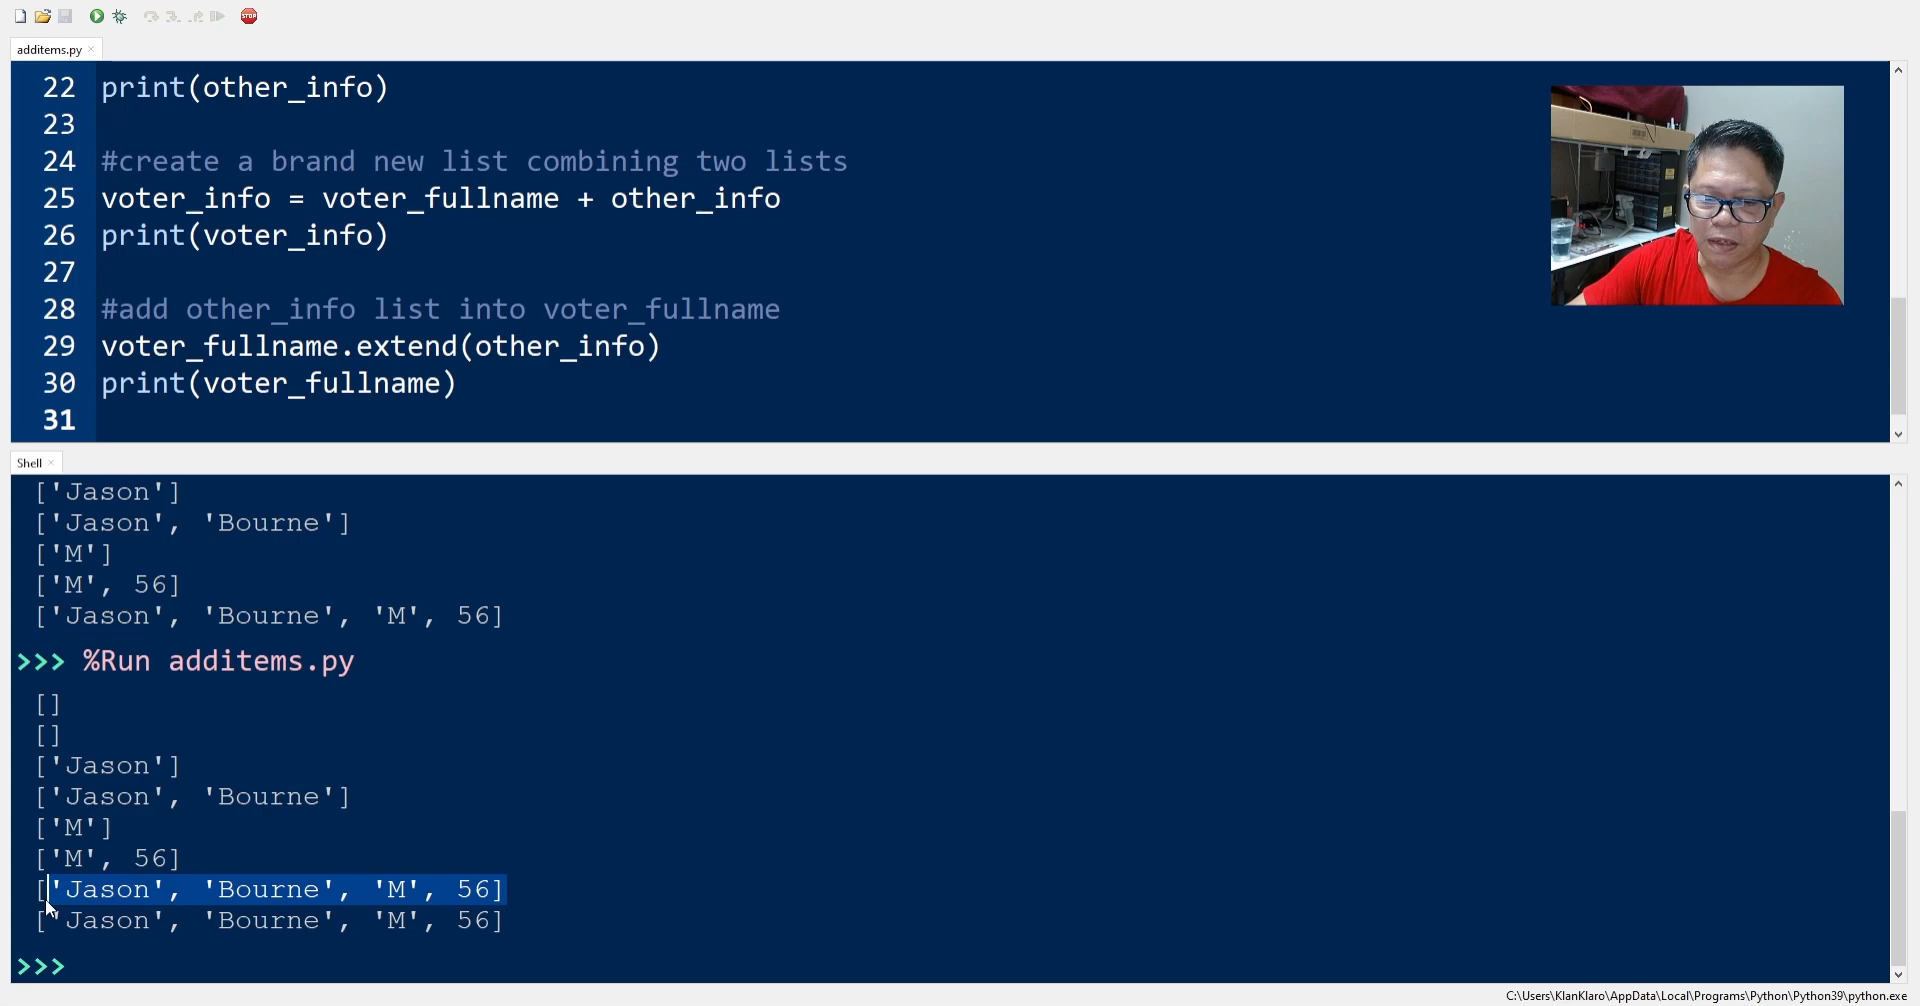 STOP
additems.py ×
22 print(other_info)
23
24 #create a brand new list combining two lists
25 voter_info = voter_fullname + other_info
26 print(voter_info)
27
28 #add other_info list into voter_fullname
29 voter_fullname.extend(other_info)
30 print(voter_fullname)
31
Shell ×
['Jason']
['Jason', 'Bourne']
['M']
['M', 56]
['Jason', 'Bourne', 'M', 56]
>>> %Run additems.py
[]
[]
['Jason']
['Jason', 'Bourne']
['M']
['M', 56]
['Jason', 'Bourne', 'M', 56]
['Jason', 'Bourne', 'M', 56]
>>>
C:\Users\KlanKlaro\AppData\Local\Programs\Python\Python39\python.exe